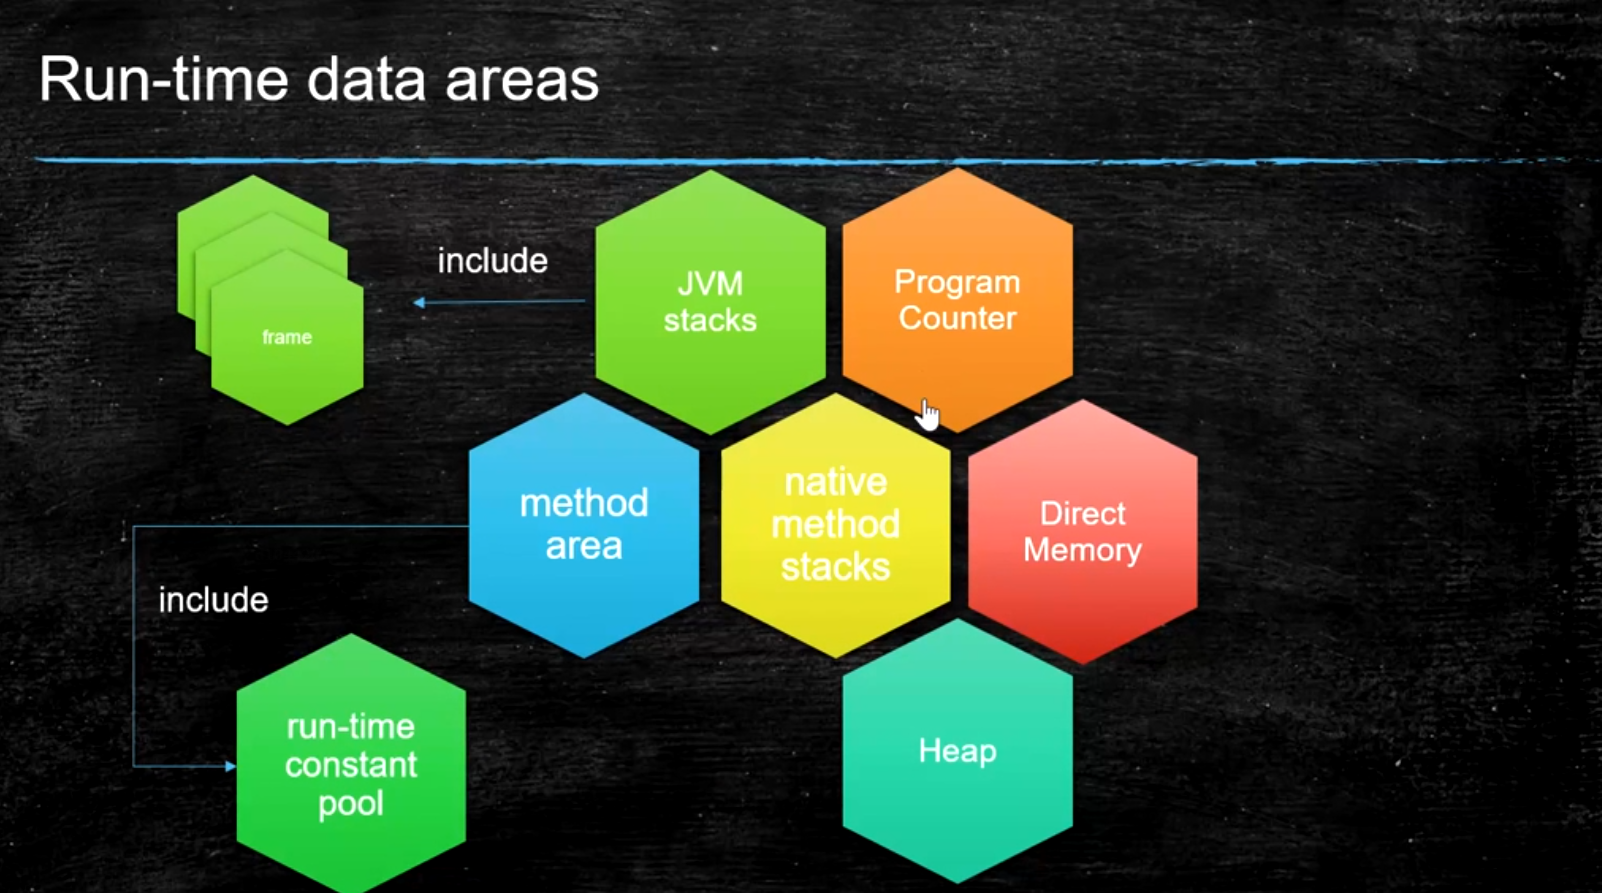 Run-time data areas
include
JVM
stacks
Program
Counter
frame
method
area
native
method
stacks
Direct
Memory
include
run-time
constant
pool
Heap